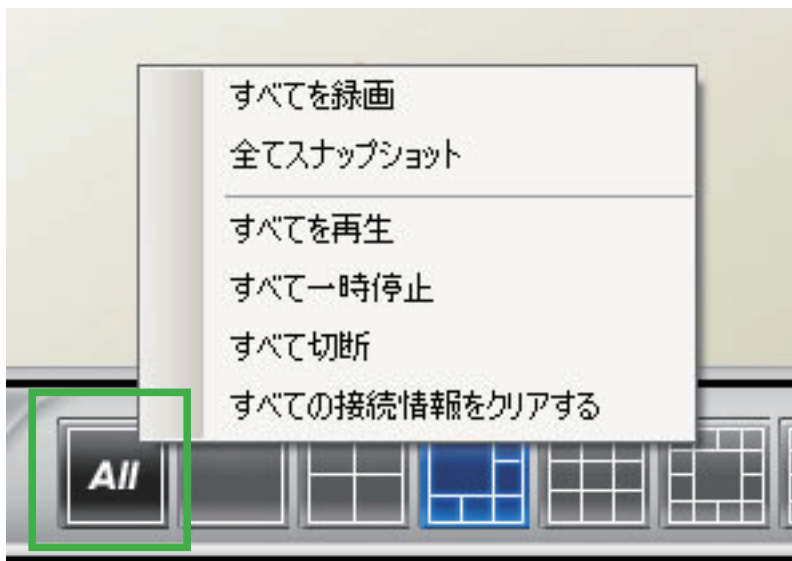 すべてを録画
全てスナップショット
すべてを再生
すべて一時停止
すべて切断
すべての接続情報をクリアする
All